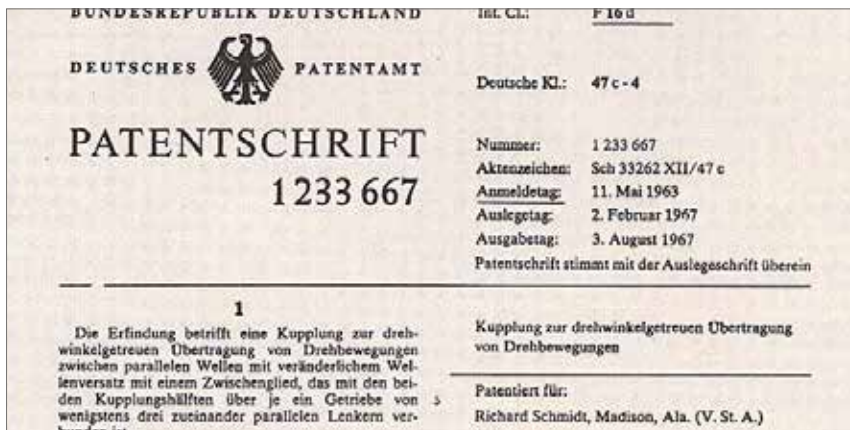 BUNDESREPUBLIK DEUTSCHLAND
DEUTSCHES PATENTAMT
PATENTSCHRIFT
1 233 667
Int. Cl.: F 16 d
Deutsche Kl.: 47 c - 4
Nummer: 1 233 667
Aktenzeichen: Sch 33262 XII/47 c
Anmeldetag: 11. Mai 1963
Auslegetag: 2. Februar 1967
Ausgabetag: 3. August 1967
Patentschrift stimmt mit der Auslegeschrift überein
1
Die Erfindung betrifft eine Kupplung zur dreh-
winkelgetreuen Übertragung von Drehbewegungen
zwischen parallelen Wellen mit veränderlichem Wel-
lenversatz mit einem Zwischenglied, das mit den bei-
den Kupplungshälften über je ein Getriebe von 5
wenigstens drei zueinander parallelen Lenkern ver-
Kupplung zur drehwinkelgetreuen Übertragung
von Drehbewegungen
Patentiert für:
Richard Schmidt, Madison, Ala. (V. St. A.)